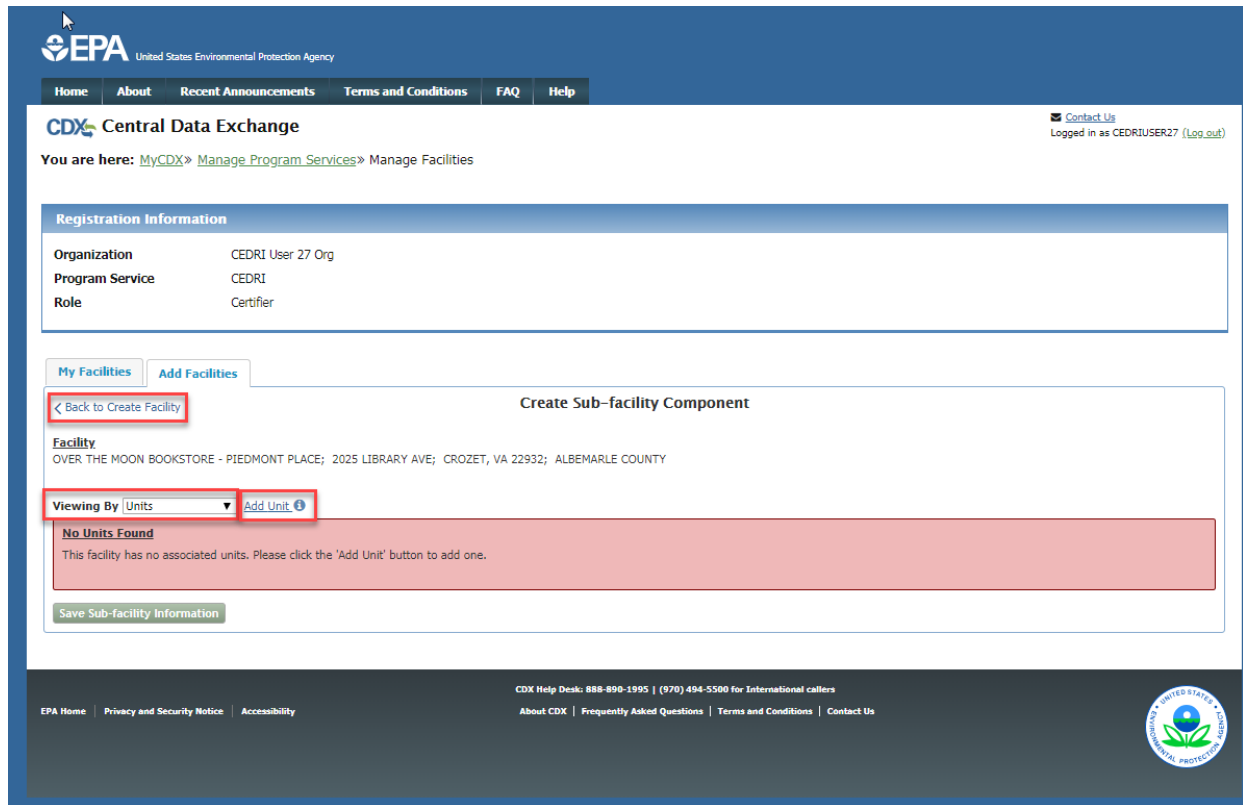 EPA United States Environmental Protection Agency
Home About Recent Announcements Terms and Conditions FAQ Help
CDX Central Data Exchange
Contact Us
Logged in as CEDRIUSER27 (Log out)
You are here: MyCDX» Manage Program Services» Manage Facilities
Registration Information
Organization CEDRI User 27 Org
Program Service CEDRI
Role Certifier
My Facilities Add Facilities
Back to Create Facility
Create Sub-facility Component
Facility
OVER THE MOON BOOKSTORE - PIEDMONT PLACE; 2025 LIBRARY AVE; CROZET, VA 22932; ALBEMARLE COUNTY
Viewing By Units Add Unit
No Units Found
This facility has no associated units. Please click the 'Add Unit' button to add one.
Save Sub-facility Information
CDX Help Desk: 888-890-1995 | (970) 494-5500 for International callers
EPA Home | Privacy and Security Notice | Accessibility
About CDX | Frequently Asked Questions | Terms and Conditions | Contact Us
UNITED STATES ENVIRONMENTAL PROTECTION AGENCY